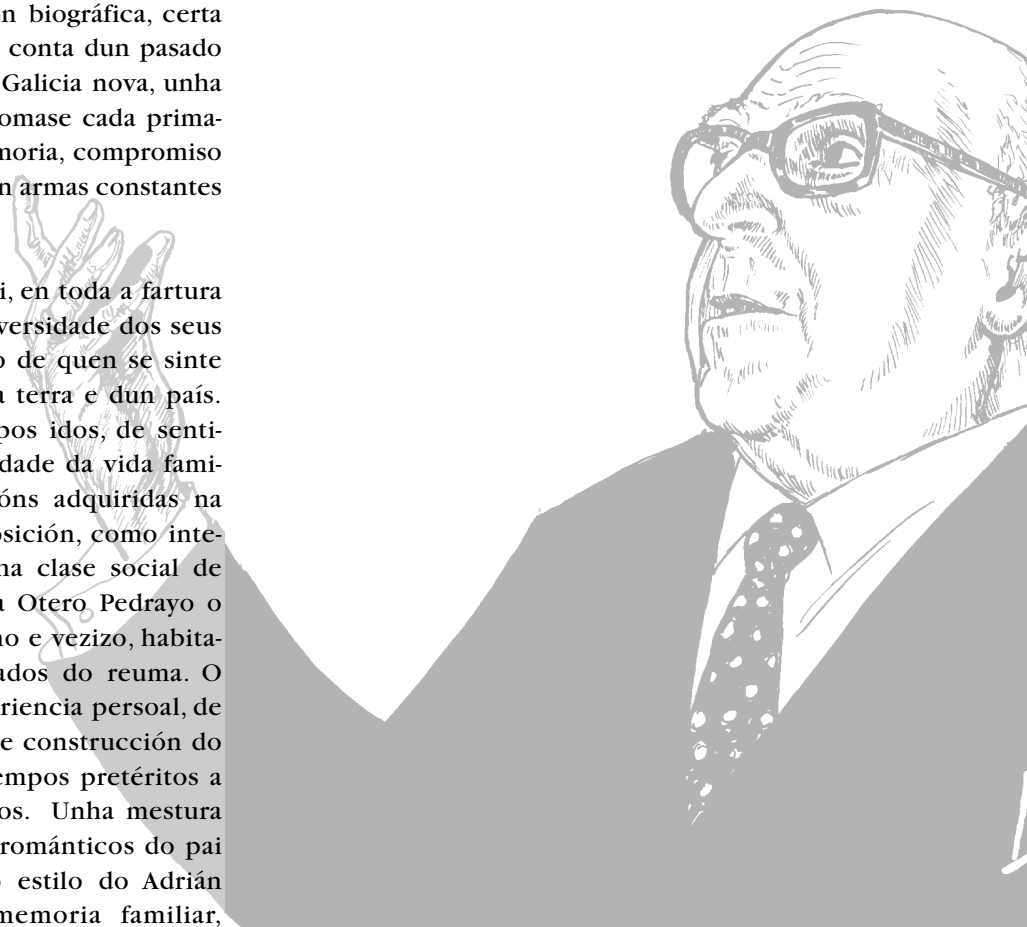 n biográfica, certa
conta dun pasado
Galicia nova, unha
omase cada prima-
moria, compromiso
n armas constantes
i, en toda a fartura
versidade dos seus
o de quen se sinte
a terra e dun país.
pos idos, de senti-
dade da vida fami-
óns adquiridas na
osición, como inte-
na clase social de
a Otero Pedrayo o
no e vezizo, habita-
ados do reuma. O
riencia persoal, de
e construcción do
empos pretéritos a
os. Unha mestura
románticos do pai
o estilo do Adrián
memoria familiar,